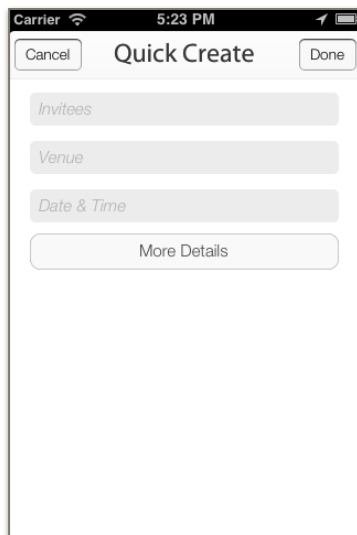 Carrier 5:23 PM
Cancel Quick Create Done
Invitees
Venue
Date & Time
More Details